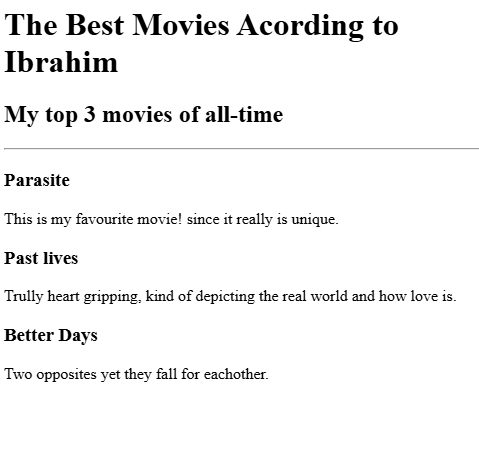 The Best Movies Acording to
Ibrahim
My top 3 movies of all-time
Parasite
This is my favourite movie! since it really is unique.
Past lives
Trully heart gripping, kind of depicting the real world and how love is.
Better Days
Two opposites yet they fall for eachother.